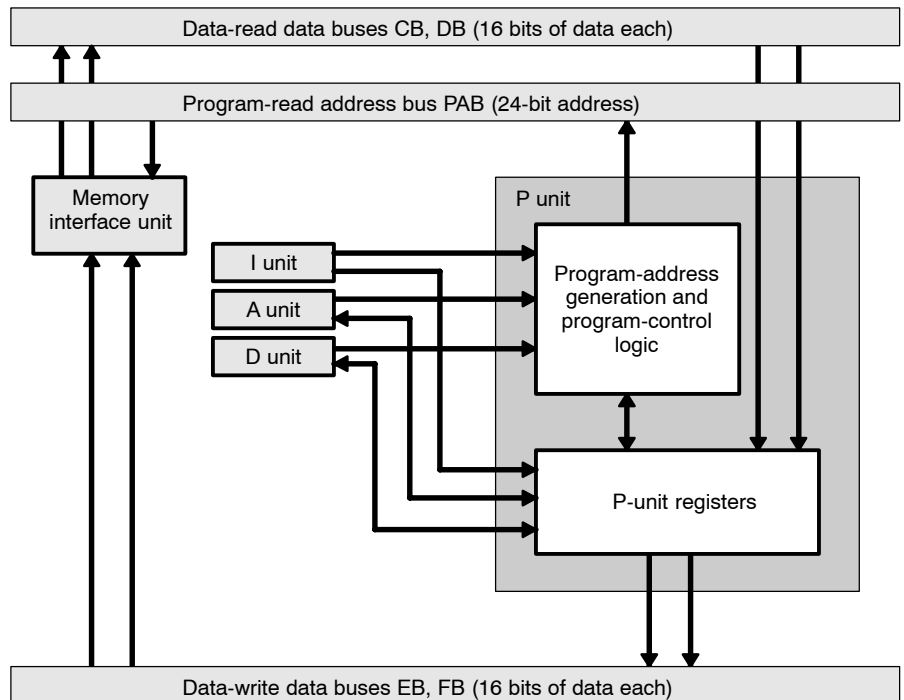 Data-read data buses CB, DB (16 bits of data each)
Program-read address bus PAB (24-bit address)
Memory
interface unit
P unit
I unit
A unit
D unit
Program-address
generation and
program-control
logic
P-unit registers
Data-write data buses EB, FB (16 bits of data each)